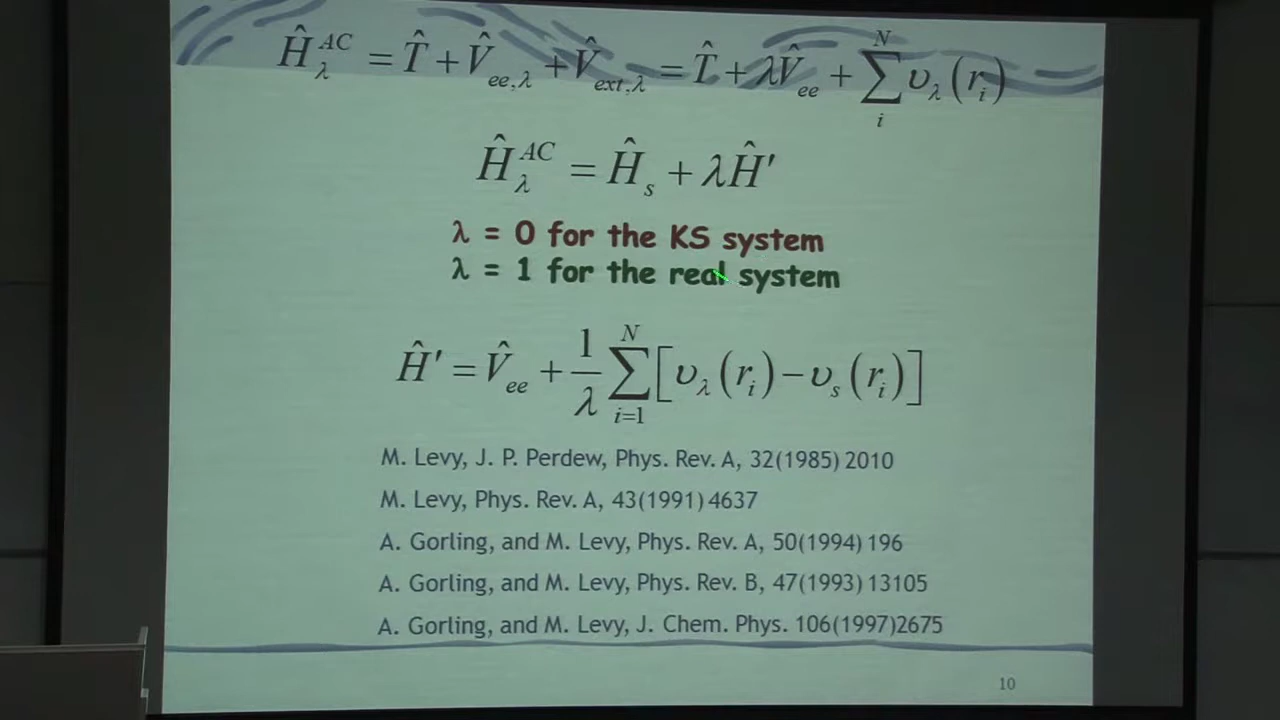 Ĥ_λ^AC = T̂ + V̂_ee,λ + V̂_ext,λ = T̂ + λV̂_ee + ∑_i^N υ_λ(r_i)
Ĥ_λ^AC = Ĥ_s + λĤ'
λ = 0 for the KS system
λ = 1 for the real system
Ĥ' = V̂_ee + 1/λ ∑_{i=1}^N [υ_λ(r_i) − υ_s(r_i)]
M. Levy, J. P. Perdew, Phys. Rev. A, 32(1985) 2010
M. Levy, Phys. Rev. A, 43(1991) 4637
A. Gorling, and M. Levy, Phys. Rev. A, 50(1994) 196
A. Gorling, and M. Levy, Phys. Rev. B, 47(1993) 13105
A. Gorling, and M. Levy, J. Chem. Phys. 106(1997)2675
10